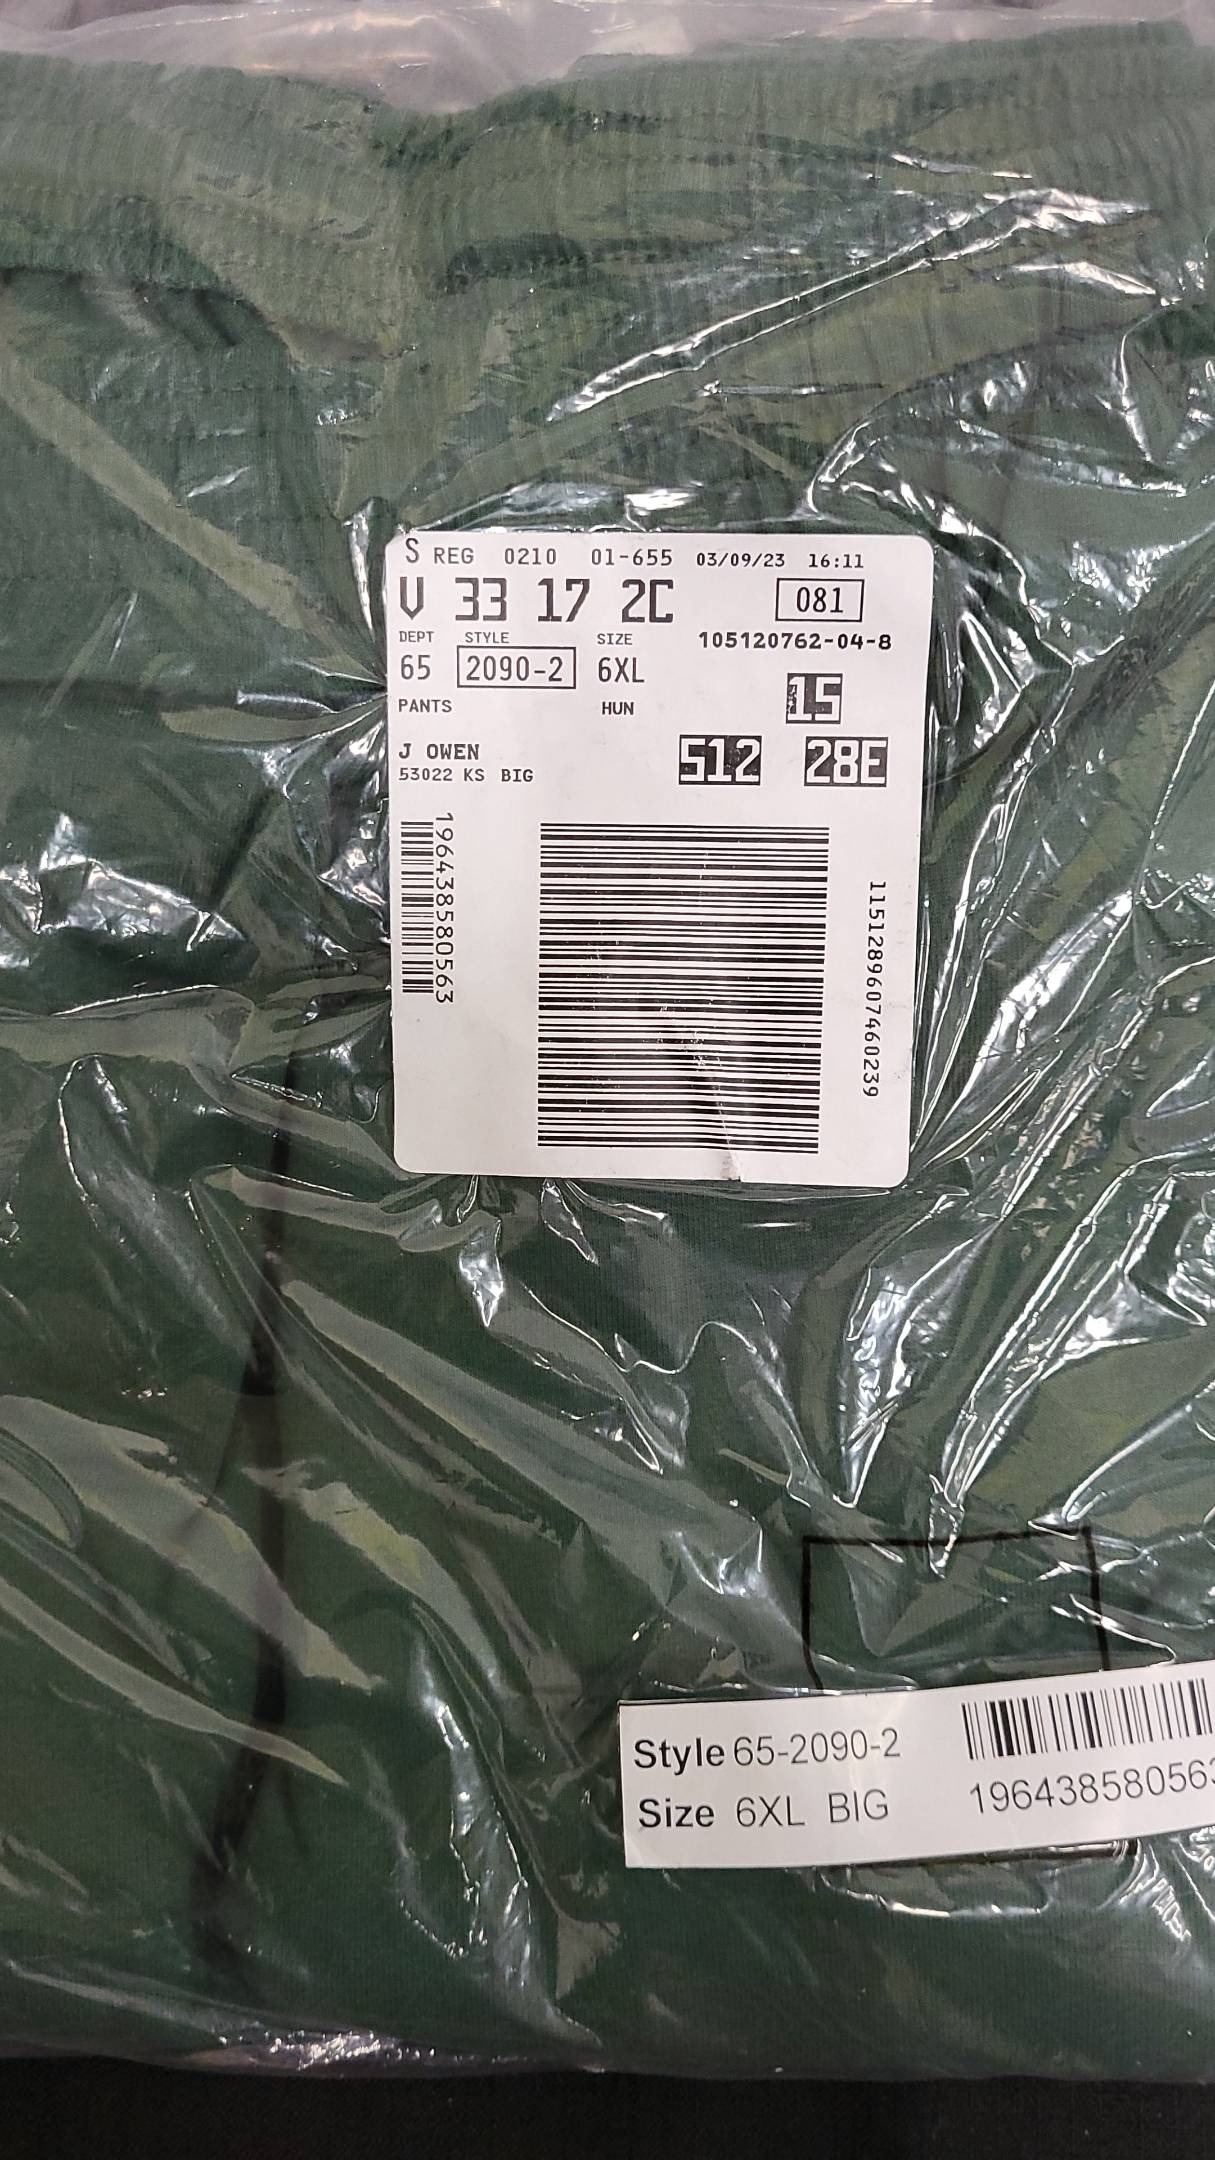 S REG 0210 01-655 03/09/23 16:11
V 33 17 2C 081
DEPT STYLE SIZE 105120762-04-8
65 2090-2 6XL
15
PANTS HUN
J OWEN 512 28E
53022 KS BIG
196438580563
1151289607460239
Style 65-2090-2
Size 6XL BIG
196438580563